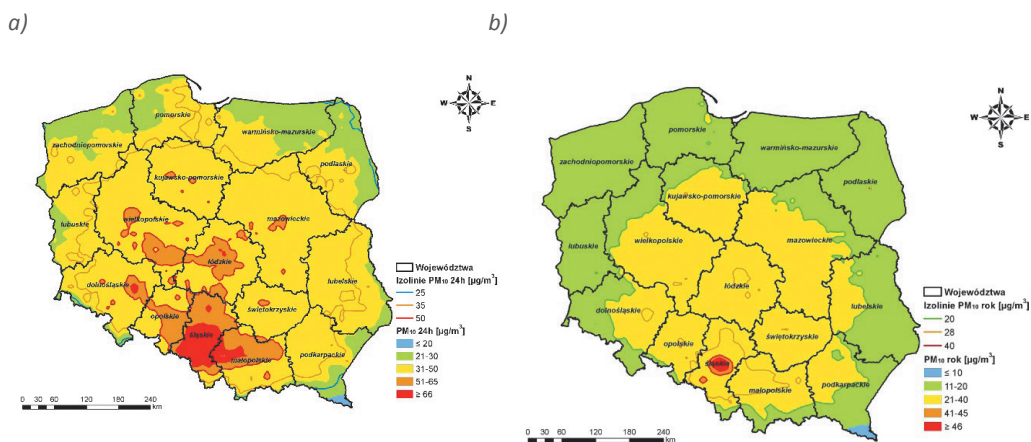 a)
N
W E
S
pomorskie
warmińsko-mazurskie
zachodniopomorskie
podlaskie
kujawsko-pomorskie
wielkopolskie
mazowieckie
lubuskie
łódzkie
lubelskie
dolnośląskie
opolskie
świętokrzyskie
śląskie
małopolskie
podkarpackie
Województwa
Izolinie PM10 24h [µg/m³]
25
35
50
PM10 24h [µg/m³]
≤ 20
21-30
31-50
51-65
≥ 66
0 30 60 120 180 240
km
b)
N
W E
S
pomorskie
warmińsko-mazurskie
zachodniopomorskie
podlaskie
kujawsko-pomorskie
wielkopolskie
mazowieckie
lubuskie
łódzkie
lubelskie
dolnośląskie
opolskie
świętokrzyskie
śląskie
małopolskie
podkarpackie
Województwa
Izolinie PM10 rok [µg/m³]
20
28
40
PM10 rok [µg/m³]
≤ 10
11-20
21-40
41-45
≥ 46
0 30 60 120 180 240
km